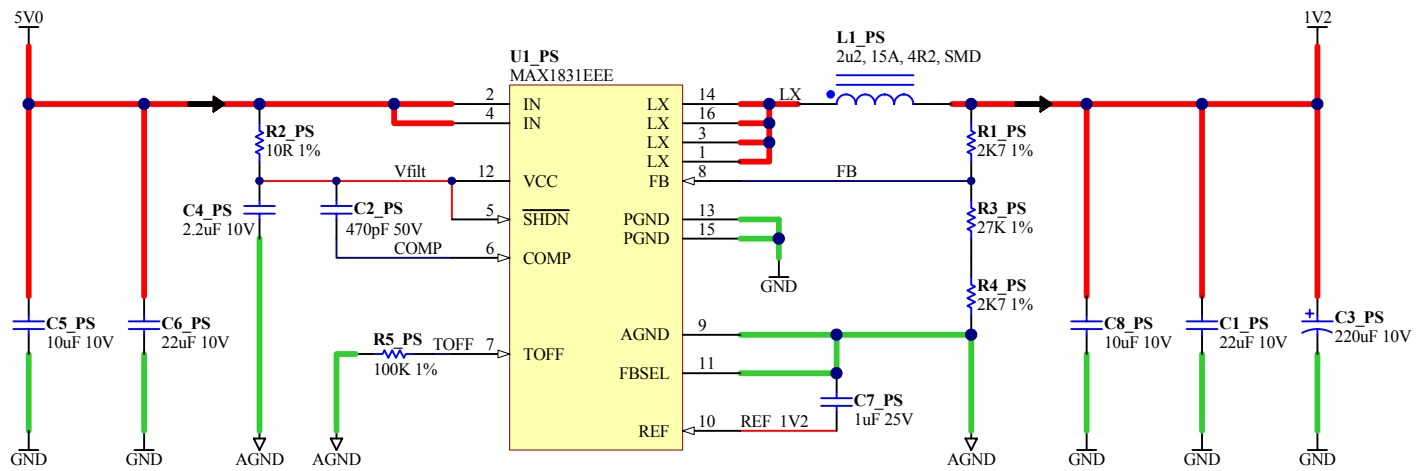 5V0
1V2
L1_PS
2u2, 15A, 4R2, SMD
U1_PS
MAX1831EEE
2 IN LX 14 LX
4 IN LX 16
R2_PS
10R 1%
LX 3
LX 1
R1_PS
2K7 1%
Vfilt 12 VCC FB 8 FB
C4_PS
2.2uF 10V
C2_PS
470pF 50V
5 SHDN PGND 13
PGND 15
R3_PS
27K 1%
COMP 6 COMP
GND
R4_PS
2K7 1%
C5_PS
10uF 10V
C6_PS
22uF 10V
R5_PS
100K 1%
TOFF 7 TOFF
AGND 9
FBSEL 11
C8_PS
10uF 10V
C1_PS
22uF 10V
C3_PS
220uF 10V
+
C7_PS
1uF 25V
REF 10 REF_1V2
GND GND AGND AGND AGND GND GND GND